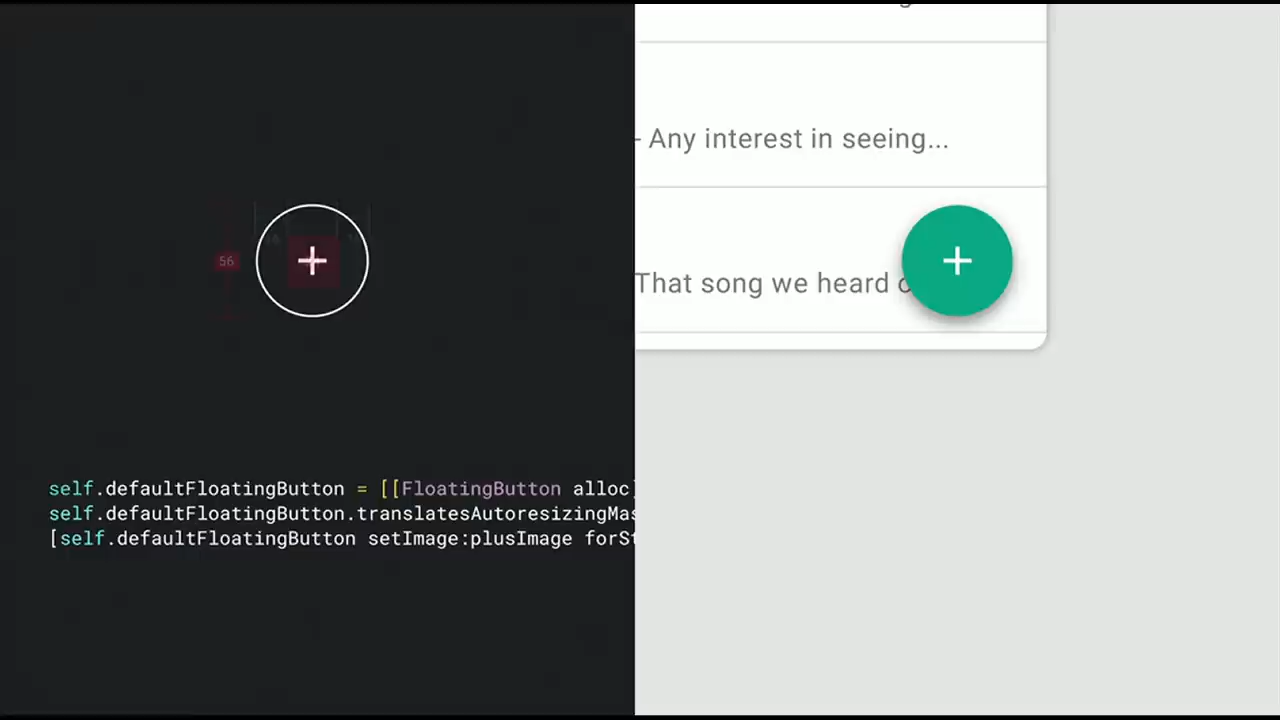 - Any interest in seeing...
56
That song we heard
self.defaultFloatingButton = [[FloatingButton alloc]
self.defaultFloatingButton.translatesAutoresizingMas
[self.defaultFloatingButton setImage:plusImage forSt